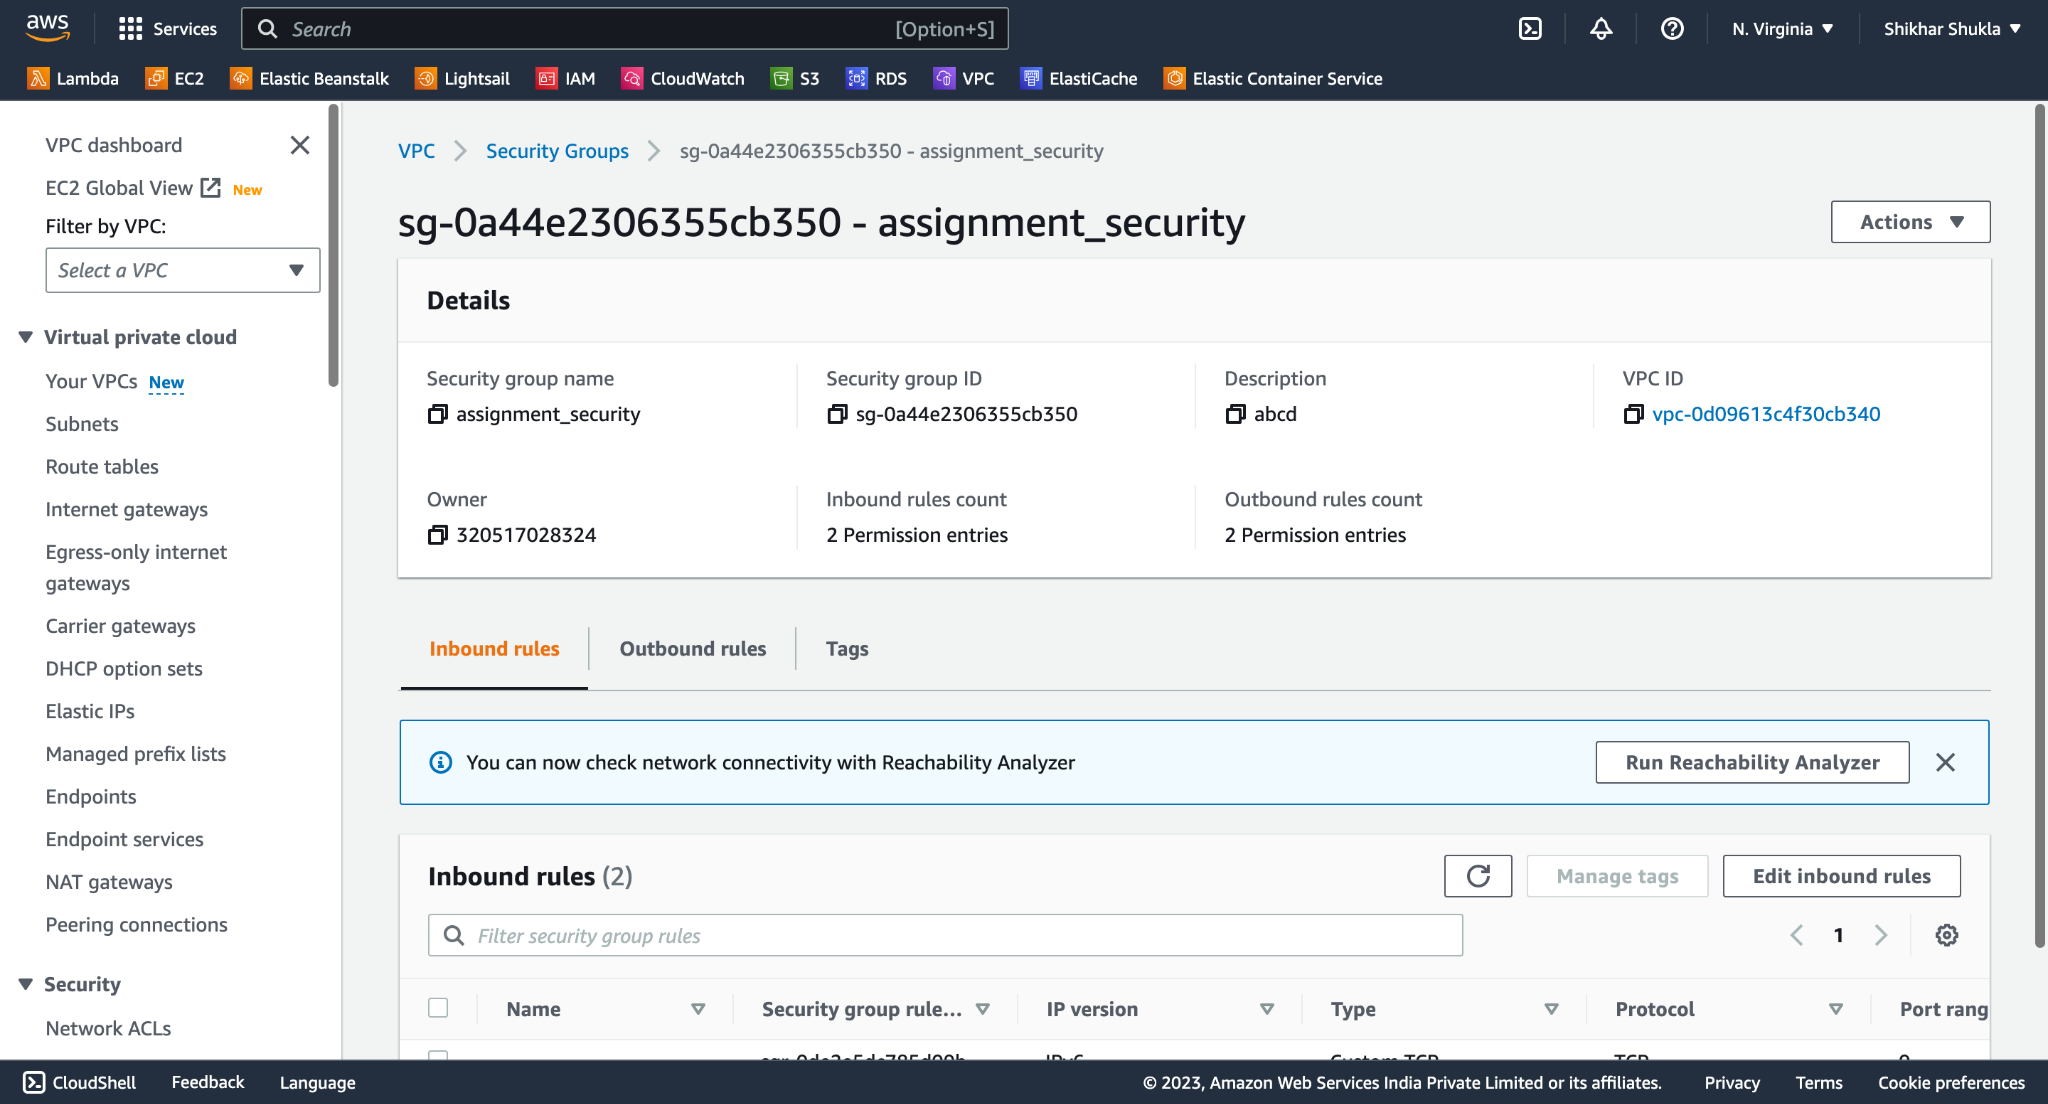 aws
Services
Search
[Option+S]
N. Virginia
Shikhar Shukla
Lambda
EC2
Elastic Beanstalk
Lightsail
IAM
CloudWatch
S3
RDS
VPC
ElastiCache
Elastic Container Service
VPC dashboard
EC2 Global View New
Filter by VPC:
Select a VPC
Virtual private cloud
Your VPCs New
Subnets
Route tables
Internet gateways
Egress-only internet
gateways
Carrier gateways
DHCP option sets
Elastic IPs
Managed prefix lists
Endpoints
Endpoint services
NAT gateways
Peering connections
Security
Network ACLs
VPC
Security Groups
sg-0a44e2306355cb350 - assignment_security
sg-0a44e2306355cb350 - assignment_security
Actions
Details
Security group name
assignment_security
Security group ID
sg-0a44e2306355cb350
Description
abcd
VPC ID
vpc-0d09613c4f30cb340
Owner
320517028324
Inbound rules count
2 Permission entries
Outbound rules count
2 Permission entries
Inbound rules
Outbound rules
Tags
You can now check network connectivity with Reachability Analyzer
Run Reachability Analyzer
Inbound rules (2)
Manage tags
Edit inbound rules
Filter security group rules
1
Name
Security group rule...
IP version
Type
Protocol
Port rang
CloudShell
Feedback
Language
© 2023, Amazon Web Services India Private Limited or its affiliates.
Privacy
Terms
Cookie preferences